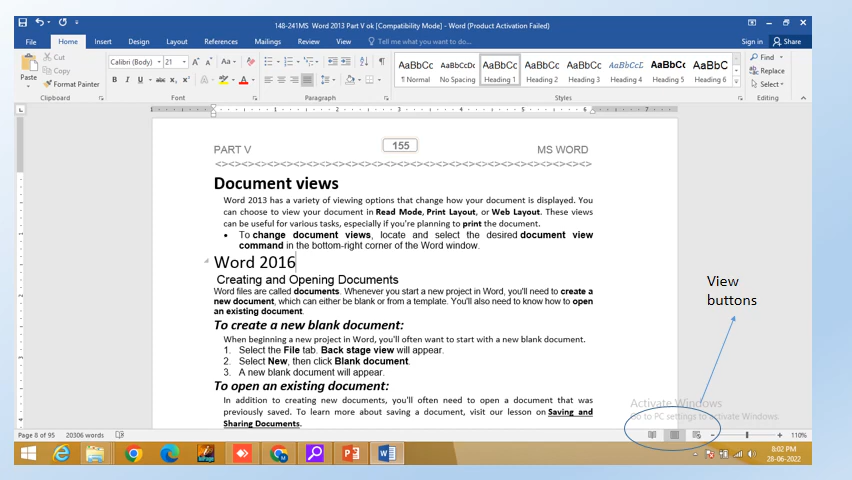 148-241MS Word 2013 Part V ok [Compatibility Mode] - Word (Product Activation Failed)
File Home Insert Design Layout References Mailings Review View Tell me what you want to do... Sign in Share
Cut
Copy
Format Painter
Paste
Clipboard
Calibri (Body) 21
Font
Paragraph
AaBbCc AaBbCcDc AaBbCc AaBbCc AaBbCc AaBbCcL AaBbCc AaBbC
¶ Normal No Spacing Heading 1 Heading 2 Heading 3 Heading 4 Heading 5 Heading 6
Styles
Find
Replace
Select
Editing
PART V 155 MS WORD
<><><><><><><><><><><><><><><><><><><><><><><><><><><><><><>
Document views
Word 2013 has a variety of viewing options that change how your document is displayed. You
can choose to view your document in Read Mode, Print Layout, or Web Layout. These views
can be useful for various tasks, especially if you're planning to print the document.
• To change document views, locate and select the desired document view
command in the bottom-right corner of the Word window.
Word 2016
Creating and Opening Documents
Word files are called documents. Whenever you start a new project in Word, you'll need to create a
new document, which can either be blank or from a template. You'll also need to know how to open
an existing document.
To create a new blank document:
When beginning a new project in Word, you'll often want to start with a new blank document.
1. Select the File tab. Back stage view will appear.
2. Select New, then click Blank document.
3. A new blank document will appear.
To open an existing document:
In addition to creating new documents, you'll often need to open a document that was
previously saved. To learn more about saving a document, visit our lesson on Saving and
Sharing Documents.
View
buttons
Activate Windows
Go to PC settings to activate Windows
Page 8 of 95 20306 words 110%
8:02 PM
28-06-2022